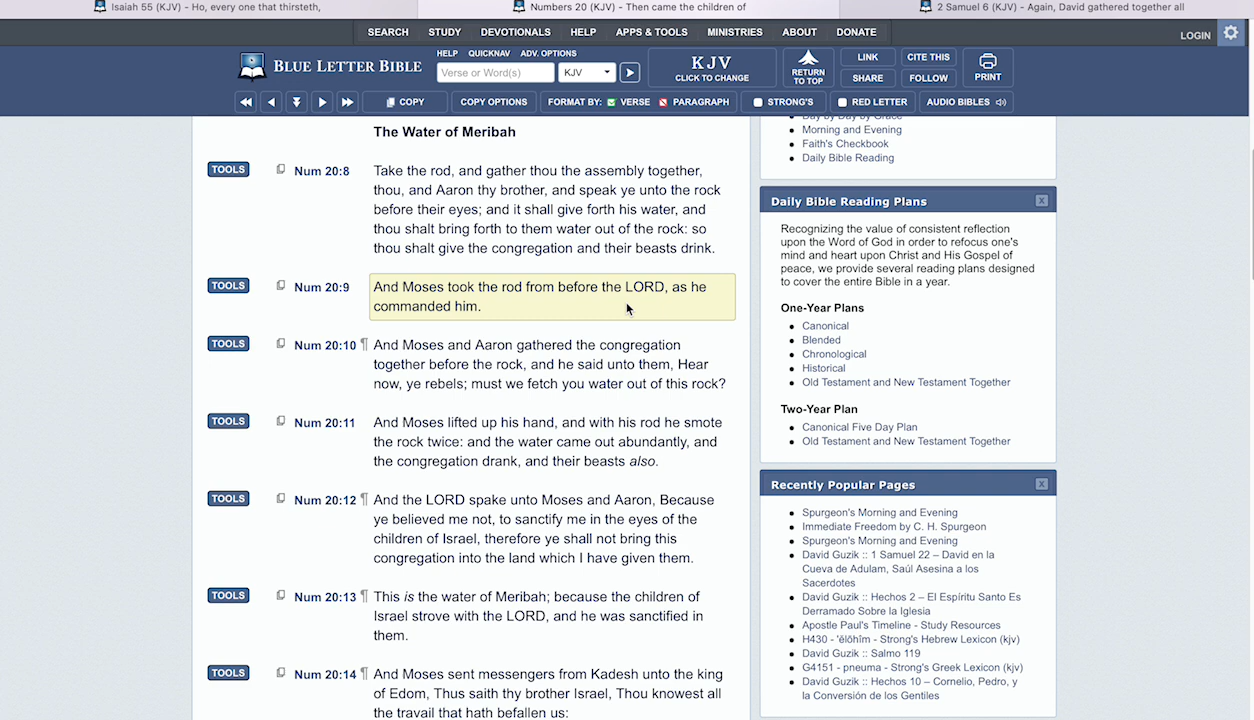 Isaiah 55 (KJV) - Ho, every one that thirsteth,
Numbers 20 (KJV) - Then came the children of
2 Samuel 6 (KJV) - Again, David gathered together all
SEARCH STUDY DEVOTIONALS HELP APPS & TOOLS MINISTRIES ABOUT DONATE
LOGIN
BLUE LETTER BIBLE
HELP QUICKNAV ADV. OPTIONS
Verse or Word(s) KJV
KJV
CLICK TO CHANGE
RETURN
TO TOP
LINK CITE THIS
SHARE FOLLOW
PRINT
COPY COPY OPTIONS FORMAT BY: VERSE PARAGRAPH STRONG'S RED LETTER AUDIO BIBLES
The Water of Meribah
TOOLS Num 20:8 Take the rod, and gather thou the assembly together,
thou, and Aaron thy brother, and speak ye unto the rock
before their eyes; and it shall give forth his water, and
thou shalt bring forth to them water out of the rock: so
thou shalt give the congregation and their beasts drink.
TOOLS Num 20:9 And Moses took the rod from before the LORD, as he
commanded him.
TOOLS Num 20:10 ¶ And Moses and Aaron gathered the congregation
together before the rock, and he said unto them, Hear
now, ye rebels; must we fetch you water out of this rock?
TOOLS Num 20:11 And Moses lifted up his hand, and with his rod he smote
the rock twice: and the water came out abundantly, and
the congregation drank, and their beasts also.
TOOLS Num 20:12 ¶ And the LORD spake unto Moses and Aaron, Because
ye believed me not, to sanctify me in the eyes of the
children of Israel, therefore ye shall not bring this
congregation into the land which I have given them.
TOOLS Num 20:13 ¶ This is the water of Meribah; because the children of
Israel strove with the LORD, and he was sanctified in
them.
TOOLS Num 20:14 ¶ And Moses sent messengers from Kadesh unto the king
of Edom, Thus saith thy brother Israel, Thou knowest all
the travail that hath befallen us:
Day by Day by Grace
Morning and Evening
Faith's Checkbook
Daily Bible Reading
Daily Bible Reading Plans X
Recognizing the value of consistent reflection
upon the Word of God in order to refocus one's
mind and heart upon Christ and His Gospel of
peace, we provide several reading plans designed
to cover the entire Bible in a year.
One-Year Plans
Canonical
Blended
Chronological
Historical
Old Testament and New Testament Together
Two-Year Plan
Canonical Five Day Plan
Old Testament and New Testament Together
Recently Popular Pages X
Spurgeon's Morning and Evening
Immediate Freedom by C. H. Spurgeon
Spurgeon's Morning and Evening
David Guzik :: 1 Samuel 22 – David en la
Cueva de Adulam, Saúl Asesina a los
Sacerdotes
David Guzik :: Hechos 2 – El Espíritu Santo Es
Derramado Sobre la Iglesia
Apostle Paul's Timeline - Study Resources
H430 - 'ĕlōhîm - Strong's Hebrew Lexicon (kjv)
David Guzik :: Salmo 119
G4151 - pneuma - Strong's Greek Lexicon (kjv)
David Guzik :: Hechos 10 – Cornelio, Pedro, y
la Conversión de los Gentiles